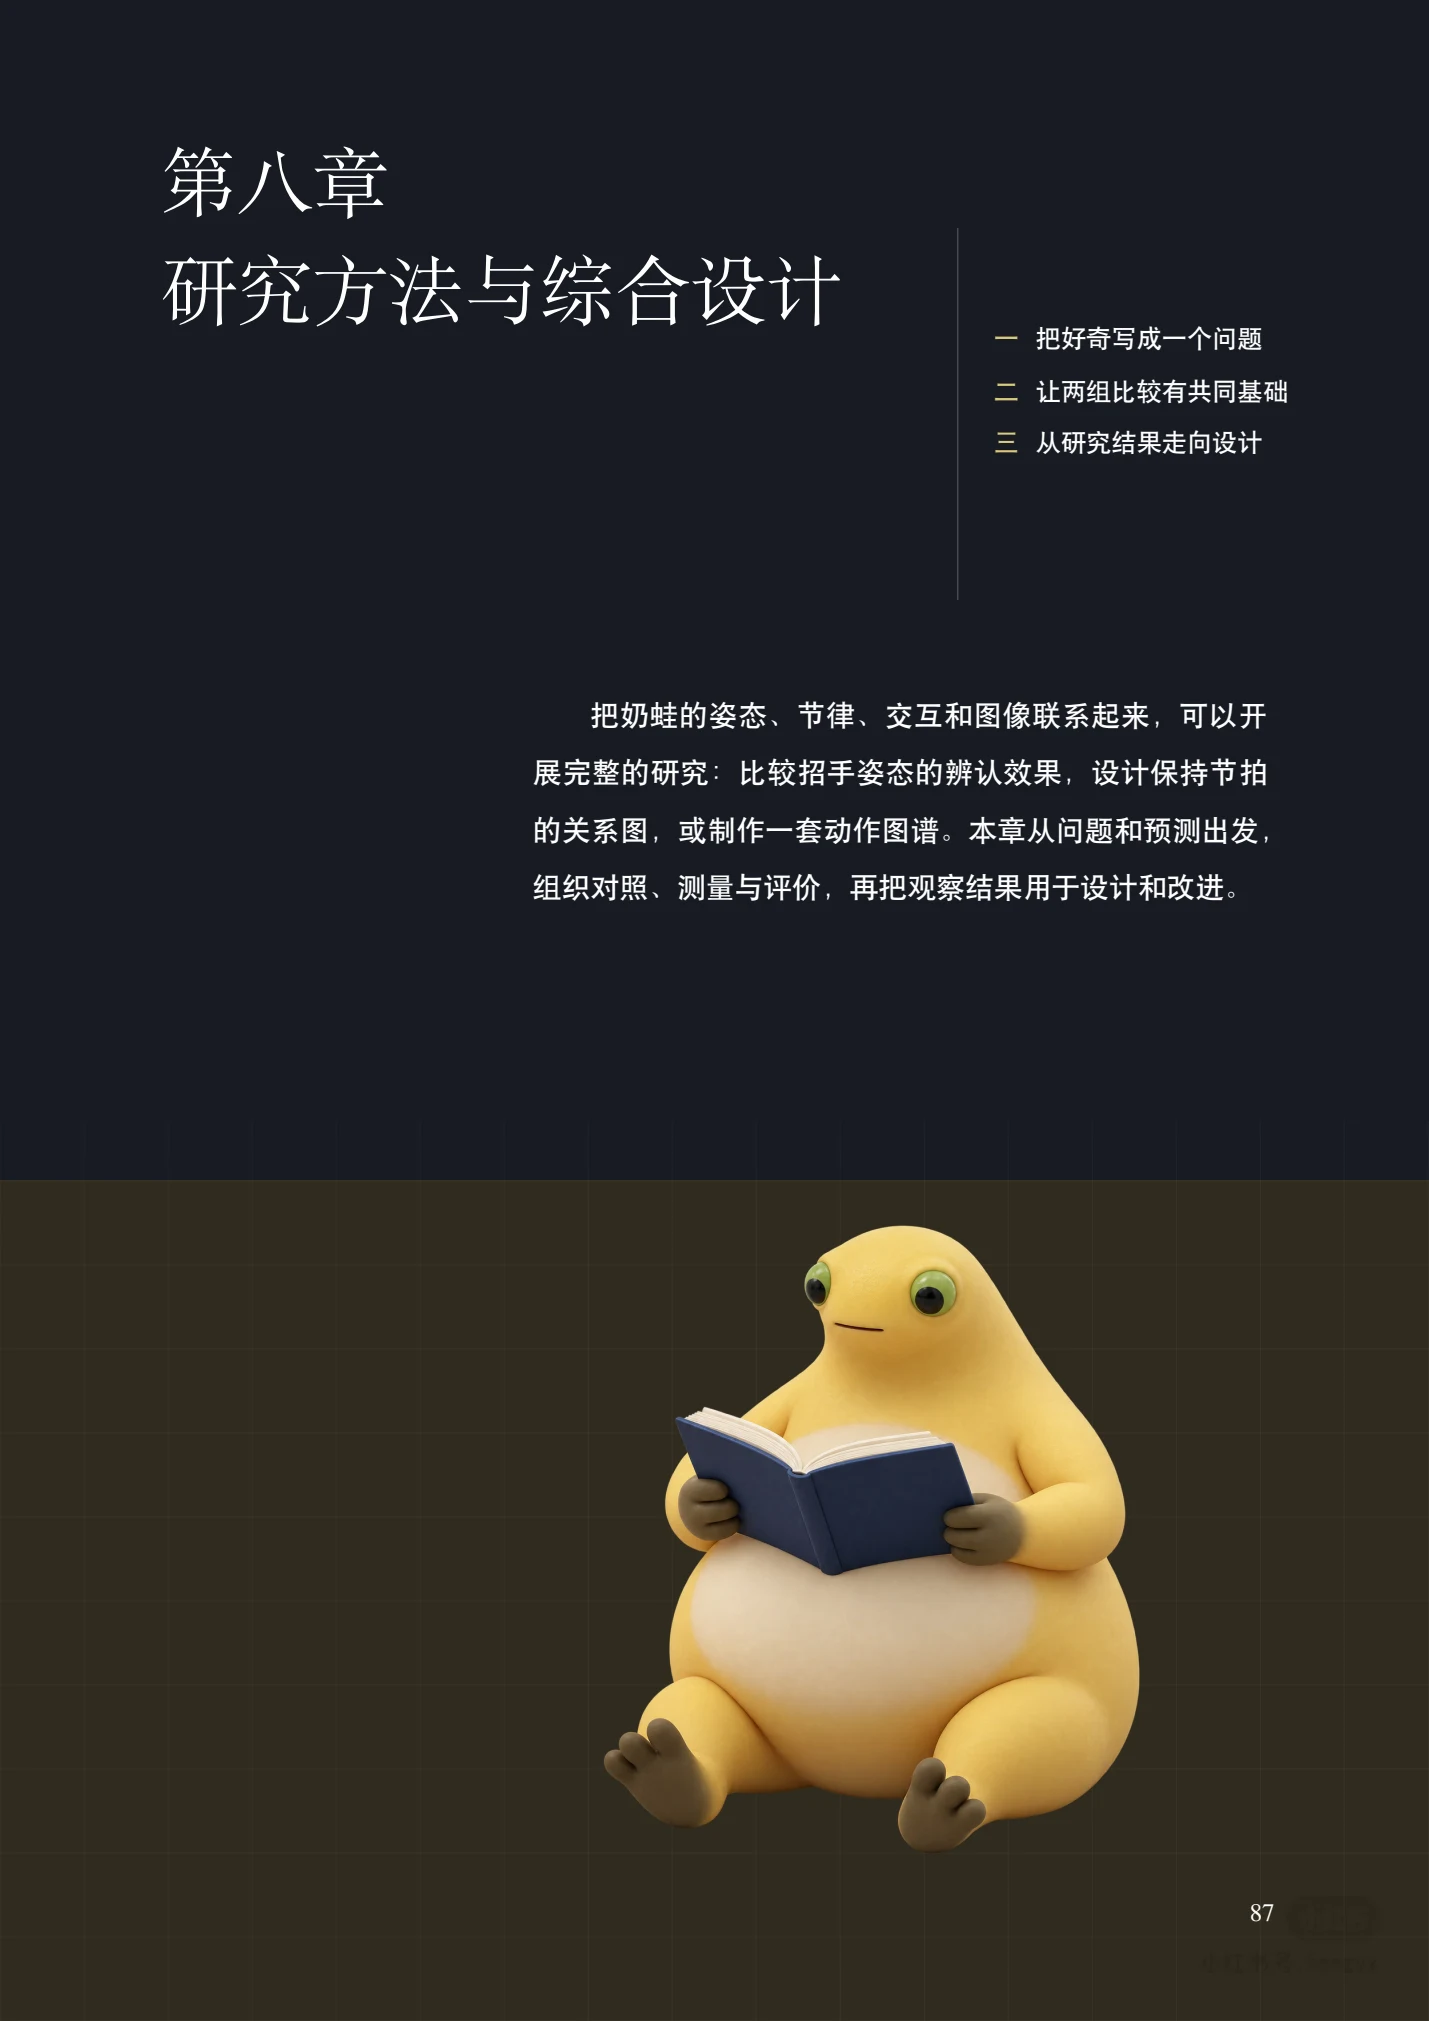 第八章
研究方法与综合设计
一 把好奇写成一个问题
二 让两组比较有共同基础
三 从研究结果走向设计
把奶蛙的姿态、节律、交互和图像联系起来，可以开
展完整的研究：比较招手姿态的辨认效果，设计保持节拍
的关系图，或制作一套动作图谱。本章从问题和预测出发，
组织对照、测量与评价，再把观察结果用于设计和改进。
87